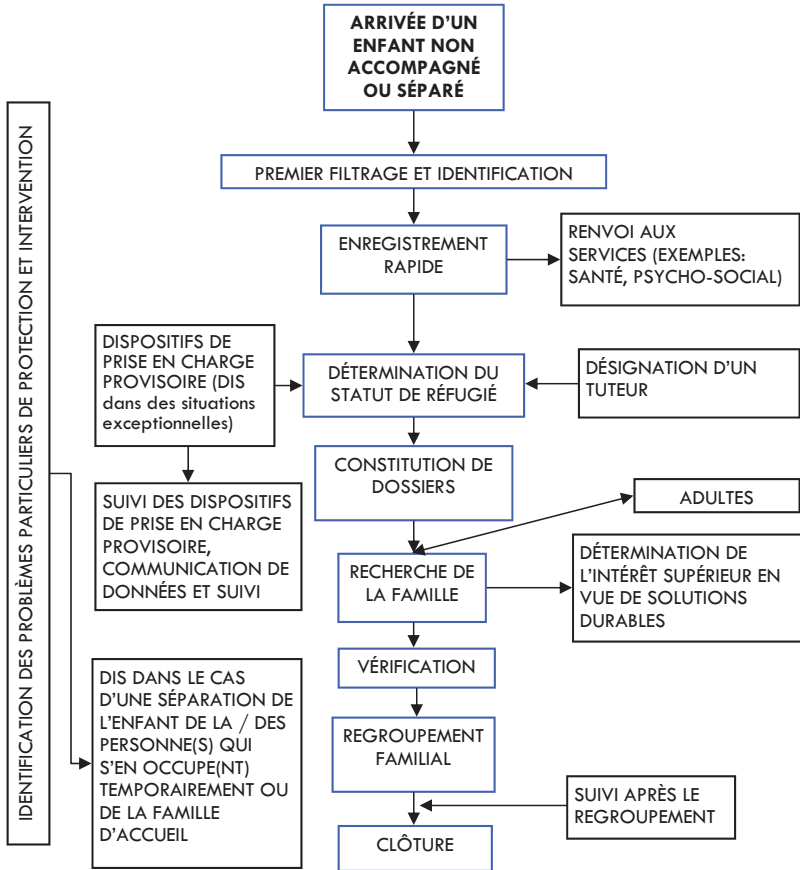 ARRIVÉE D'UN
ENFANT NON
ACCOMPAGNÉ
OU SÉPARÉ
IDENTIFICATION DES PROBLÈMES PARTICULIERS DE PROTECTION ET INTERVENTION
PREMIER FILTRAGE ET IDENTIFICATION
ENREGISTREMENT
RAPIDE
RENVOI AUX
SERVICES (EXEMPLES:
SANTÉ, PSYCHO-SOCIAL)
DISPOSITIFS DE
PRISE EN CHARGE
PROVISOIRE (DIS
dans des situations
exceptionnelles)
DÉTERMINATION DU
STATUT DE RÉFUGIÉ
DÉSIGNATION D'UN
TUTEUR
CONSTITUTION DE
DOSSIERS
SUIVI DES DISPOSITIFS
DE PRISE EN CHARGE
PROVISOIRE,
COMMUNICATION DE
DONNÉES ET SUIVI
ADULTES
RECHERCHE DE
LA FAMILLE
DÉTERMINATION DE
L'INTÉRÊT SUPÉRIEUR EN
VUE DE SOLUTIONS
DURABLES
VÉRIFICATION
DIS DANS LE CAS
D'UNE SÉPARATION DE
L'ENFANT DE LA / DES
PERSONNE(S) QUI
S'EN OCCUPE(NT)
TEMPORAIREMENT OU
DE LA FAMILLE
D'ACCUEIL
REGROUPEMENT
FAMILIAL
SUIVI APRÈS LE
REGROUPEMENT
CLÔTURE